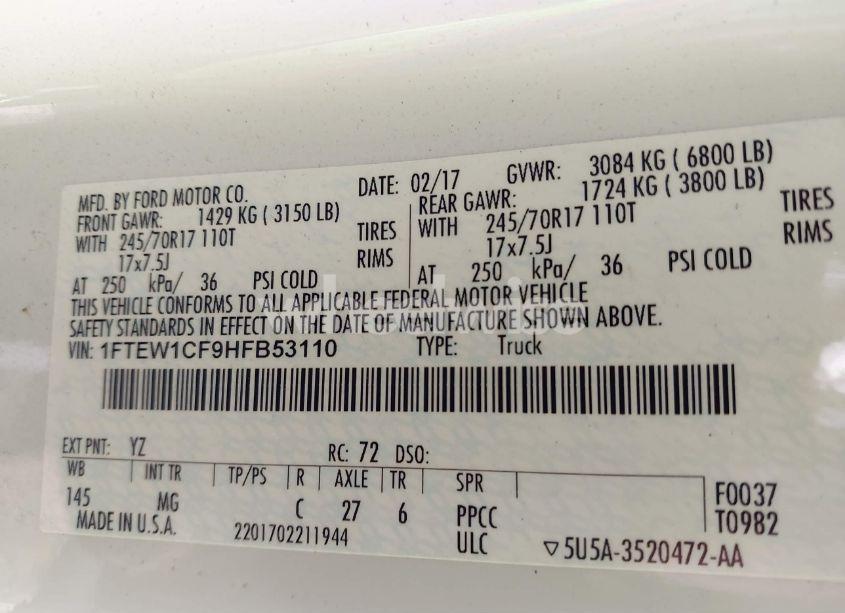 MFD. BY FORD MOTOR CO. DATE: 02/17 GVWR: 3084 KG ( 6800 LB)
FRONT GAWR: 1429 KG ( 3150 LB) REAR GAWR: 1724 KG ( 3800 LB)
WITH 245/70R17 110T TIRES WITH 245/70R17 110T TIRES
17x7.5J RIMS 17x7.5J RIMS
AT 250 kPa/ 36 PSI COLD AT 250 kPa/ 36 PSI COLD
THIS VEHICLE CONFORMS TO ALL APPLICABLE FEDERAL MOTOR VEHICLE
SAFETY STANDARDS IN EFFECT ON THE DATE OF MANUFACTURE SHOWN ABOVE.
VIN: 1FTEW1CF9HFB53110 TYPE: Truck
EXT PNT: YZ RC: 72 DSO:
WB INT TR TP/PS R AXLE TR SPR
145 MG C 27 6 PPCC F0037
MADE IN U.S.A. 2201702211944 ULC T0982
▽5U5A-3520472-AA